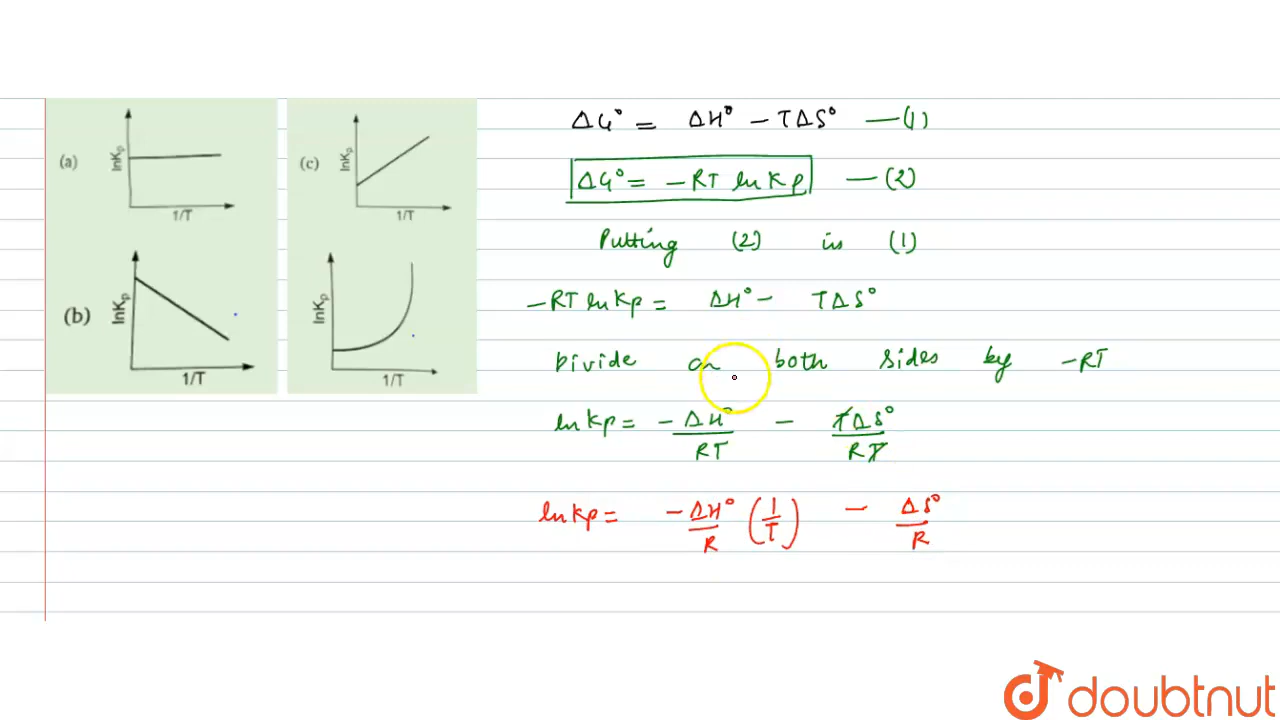 (a)
lnKp
1/T
(c)
lnKp
1/T
(b)
lnKp
1/T
lnKp
1/T
ΔG° = ΔH° − TΔS° —(1)
ΔG° = −RT ln Kp —(2)
Putting (2) in (1)
−RT ln Kp = ΔH° − TΔS°
Divide on both sides by −RT
ln Kp = −ΔH°/RT − TΔS°/RT
ln Kp = −ΔH°/R (1/T) − ΔS°/R
doubtnut